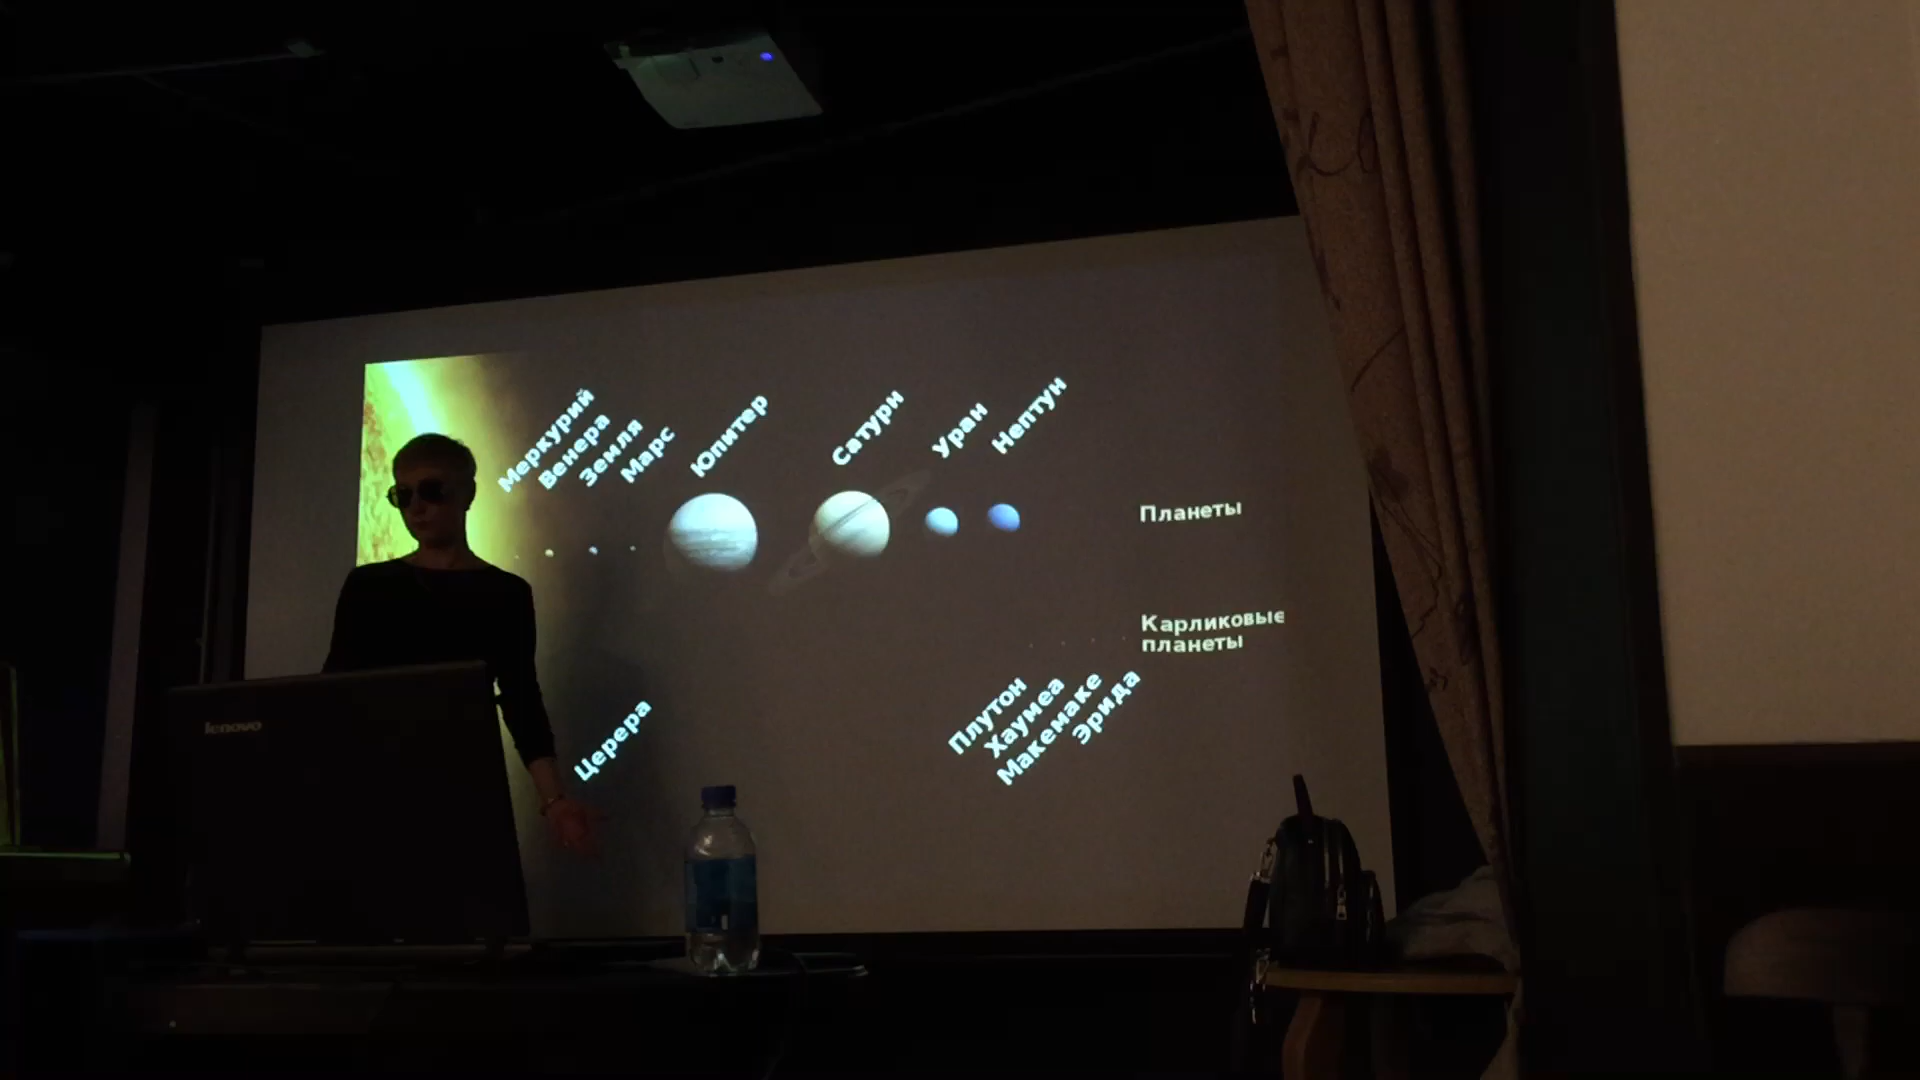 Меркурий
Венера
Земля
Марс
Юпитер
Сатурн
Уран
Нептун
Планеты
Карликовые
планеты
Церера
Плутон
Хаумеа
Макемаке
Эрида
lenovo